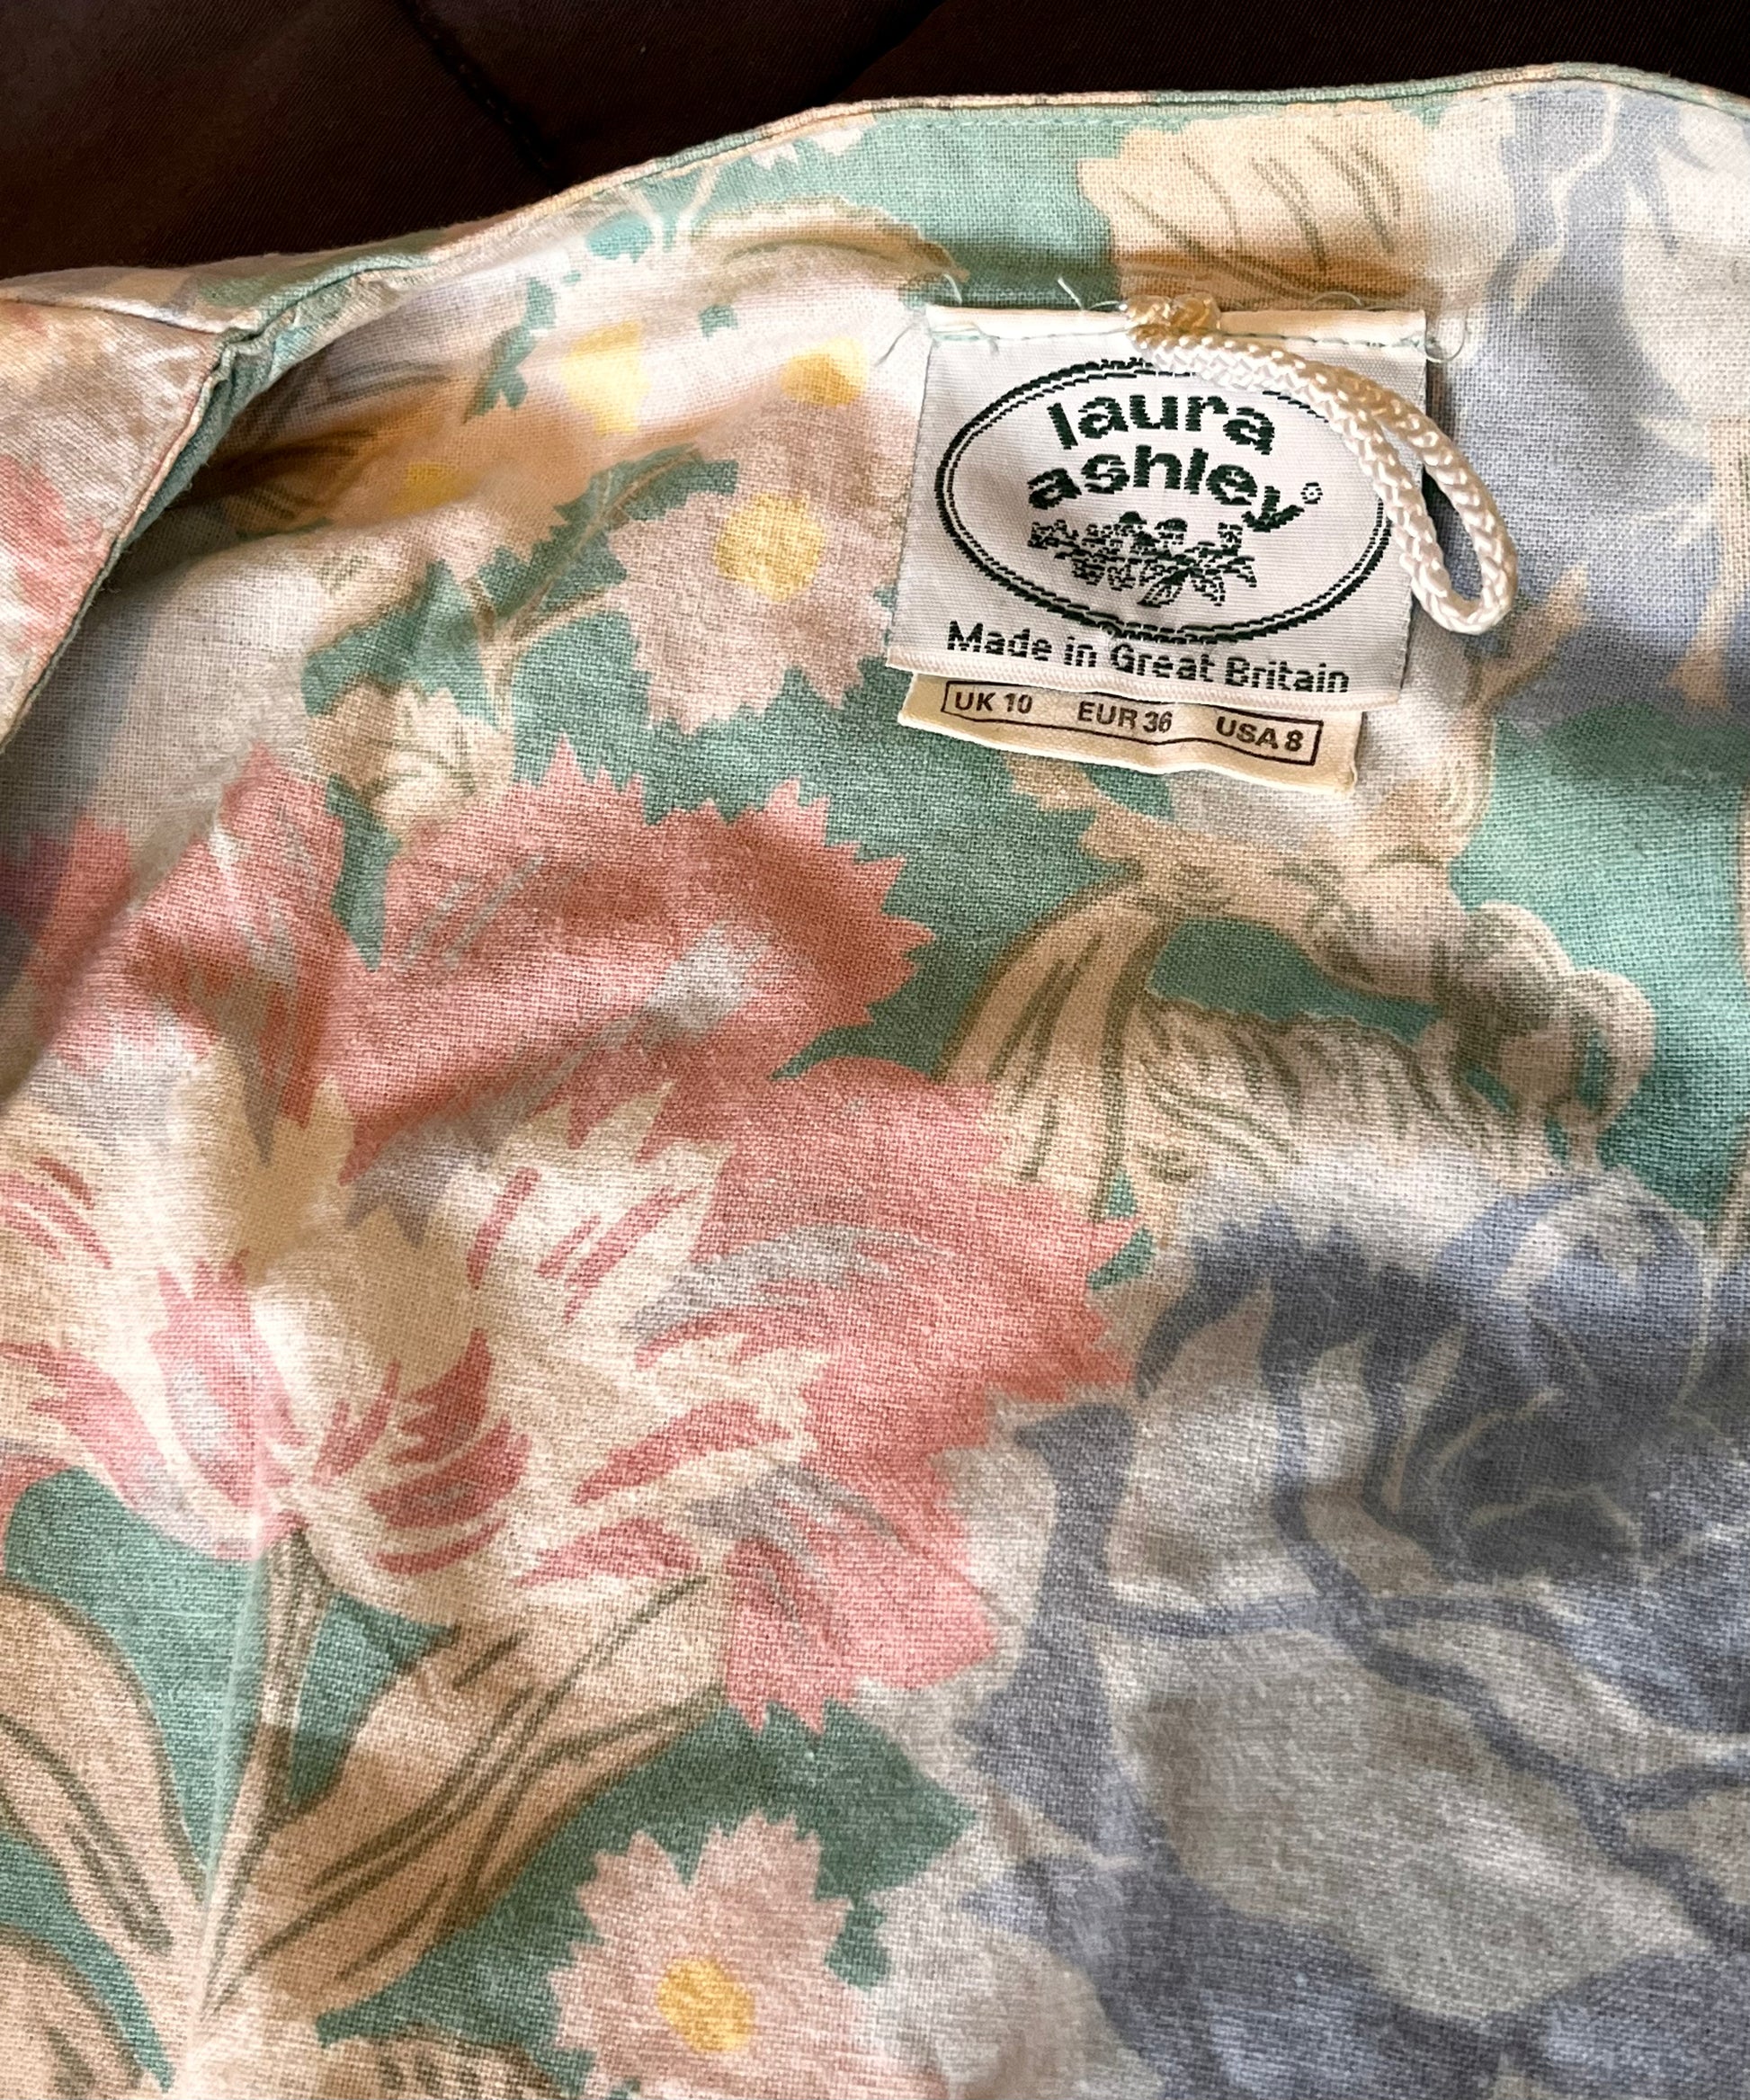 laura
ashley®
Made in Great Britain
UK 10 EUR 36 USA 8